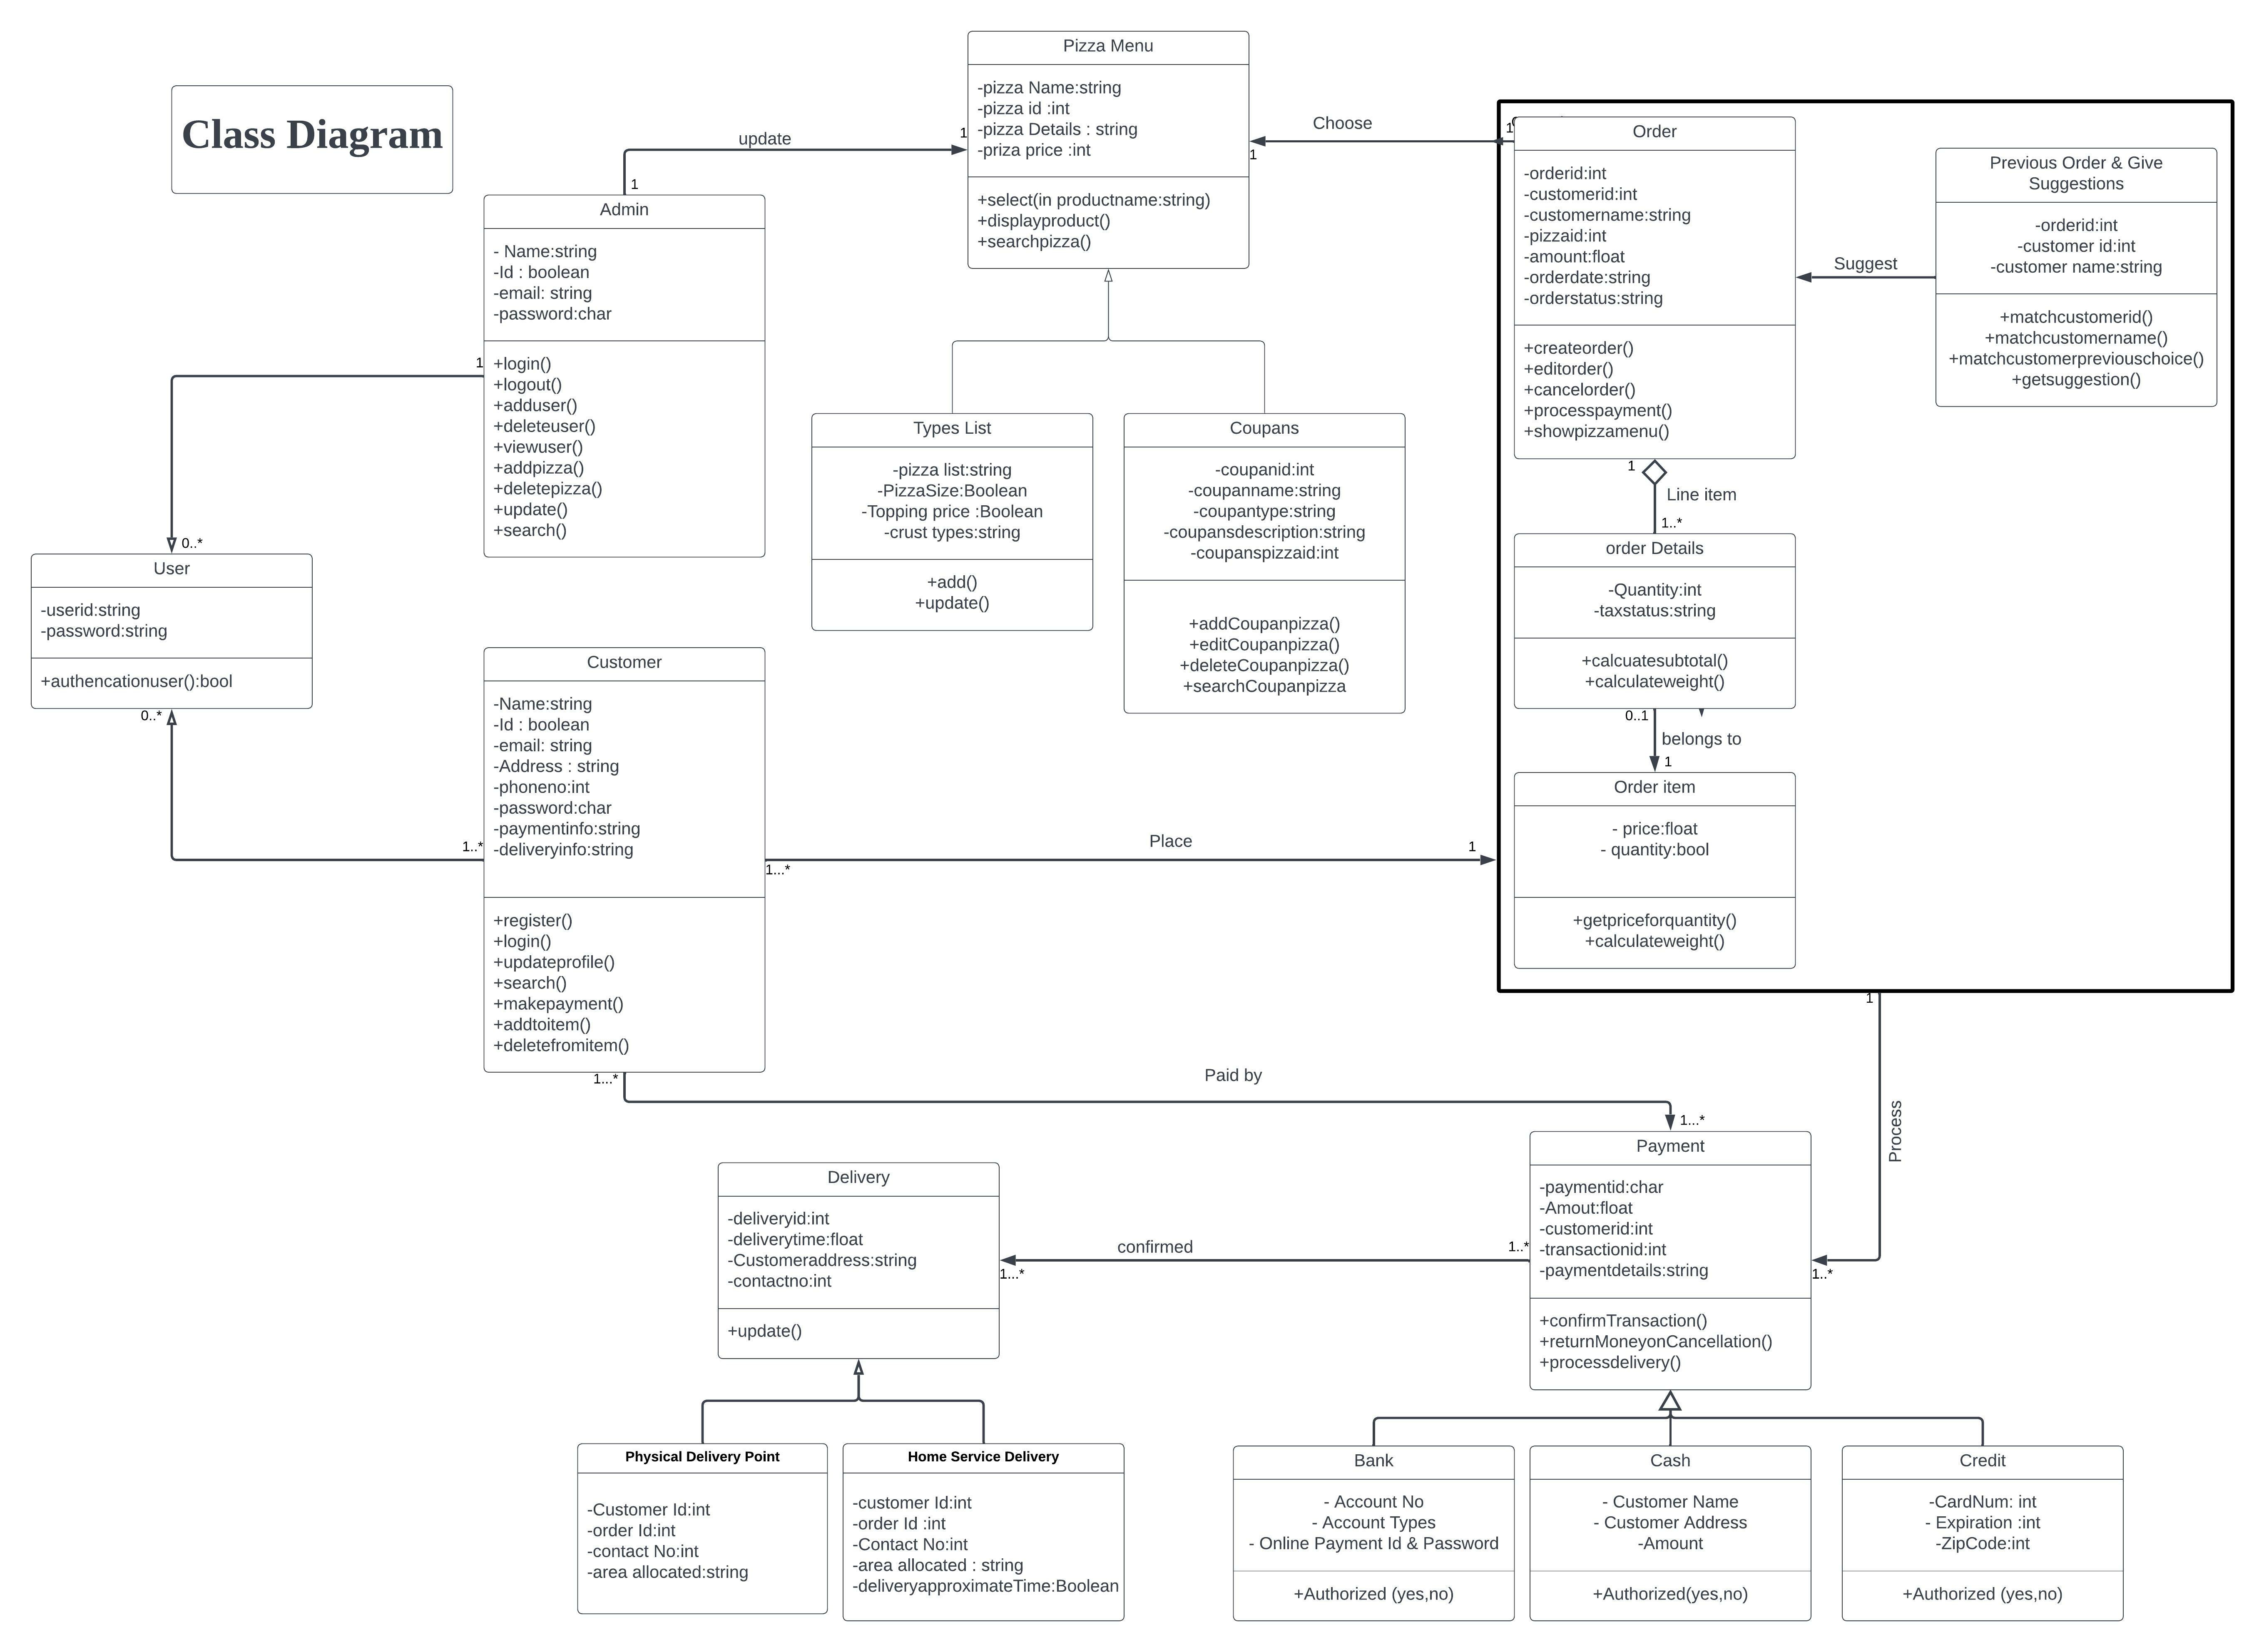 Class Diagram
Pizza Menu
-pizza Name:string
-pizza id :int
-pizza Details : string
-priza price :int
+select(in productname:string)
+displayproduct()
+searchpizza()
update
1
1
Choose
1
1
Admin
- Name:string
-Id : boolean
-email: string
-password:char
+login()
+logout()
+adduser()
+deleteuser()
+viewuser()
+addpizza()
+deletepizza()
+update()
+search()
1
0..*
User
-userid:string
-password:string
+authencationuser():bool
0..*
1..*
Types List
-pizza list:string
-PizzaSize:Boolean
-Topping price :Boolean
-crust types:string
+add()
+update()
Coupans
-coupanid:int
-coupanname:string
-coupantype:string
-coupansdescription:string
-coupanspizzaid:int
+addCoupanpizza()
+editCoupanpizza()
+deleteCoupanpizza()
+searchCoupanpizza
Order
-orderid:int
-customerid:int
-customername:string
-pizzaid:int
-amount:float
-orderdate:string
-orderstatus:string
+createorder()
+editorder()
+cancelorder()
+processpayment()
+showpizzamenu()
Suggest
Previous Order & Give
Suggestions
-orderid:int
-customer id:int
-customer name:string
+matchcustomerid()
+matchcustomername()
+matchcustomerpreviouschoice()
+getsuggestion()
1
Line item
1..*
order Details
-Quantity:int
-taxstatus:string
+calcuatesubtotal()
+calculateweight()
0..1
belongs to
1
Order item
- price:float
- quantity:bool
+getpriceforquantity()
+calculateweight()
Customer
-Name:string
-Id : boolean
-email: string
-Address : string
-phoneno:int
-password:char
-paymentinfo:string
-deliveryinfo:string
+register()
+login()
+updateprofile()
+search()
+makepayment()
+addtoitem()
+deletefromitem()
Place
1...*
1
1...*
Paid by
1...*
1
Process
1..*
Payment
-paymentid:char
-Amout:float
-customerid:int
-transactionid:int
-paymentdetails:string
+confirmTransaction()
+returnMoneyonCancellation()
+processdelivery()
confirmed
1..*
1...*
Delivery
-deliveryid:int
-deliverytime:float
-Customeraddress:string
-contactno:int
+update()
Physical Delivery Point
-Customer Id:int
-order Id:int
-contact No:int
-area allocated:string
Home Service Delivery
-customer Id:int
-order Id :int
-Contact No:int
-area allocated : string
-deliveryapproximateTime:Boolean
Bank
- Account No
- Account Types
- Online Payment Id & Password
+Authorized (yes,no)
Cash
- Customer Name
- Customer Address
-Amount
+Authorized(yes,no)
Credit
-CardNum: int
- Expiration :int
-ZipCode:int
+Authorized (yes,no)